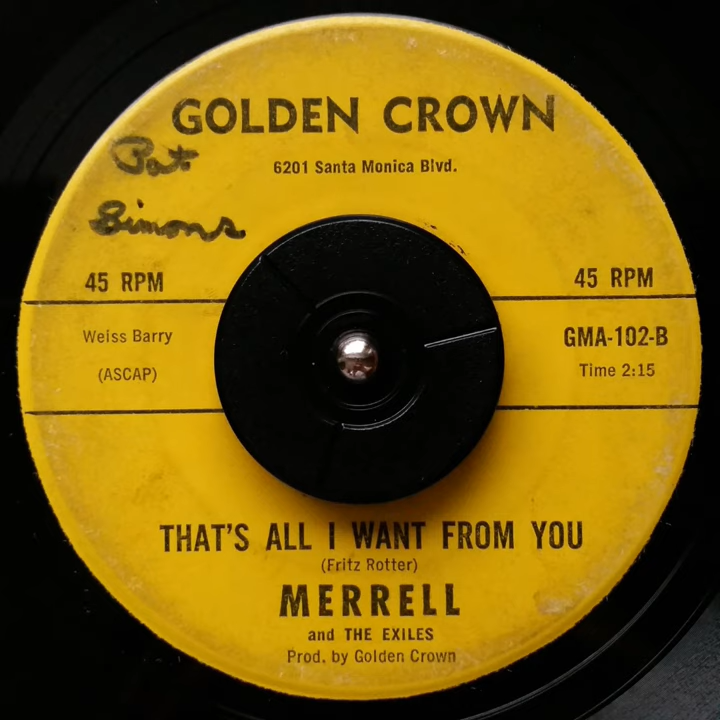 GOLDEN CROWN
6201 Santa Monica Blvd.
Pat
Simons
45 RPM
45 RPM
Weiss Barry
(ASCAP)
GMA-102-B
Time 2:15
THAT'S ALL I WANT FROM YOU
(Fritz Rotter)
MERRELL
and THE EXILES
Prod. by Golden Crown